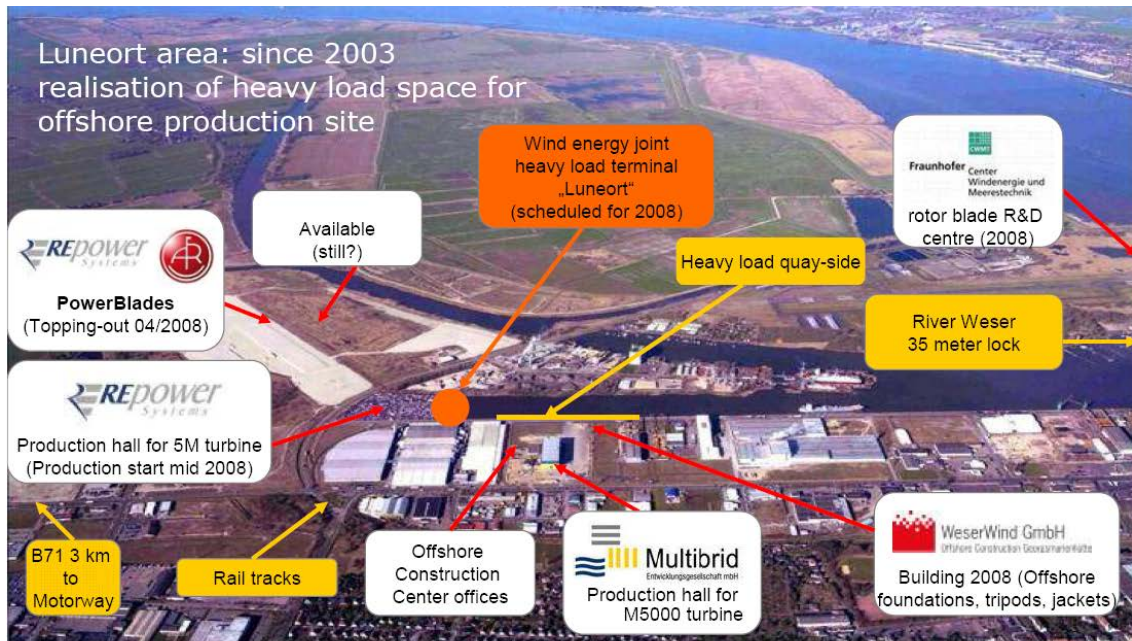 Luneort area: since 2003
realisation of heavy load space for
offshore production site
Wind energy joint
heavy load terminal
„Luneort“
(scheduled for 2008)
CWMT
Fraunhofer Center
Windenergie und
Meerestechnik
rotor blade R&D
centre (2008)
Available
(still?)
REpower
Systems
PowerBlades
(Topping-out 04/2008)
Heavy load quay-side
River Weser
35 meter lock
REpower
Systems
Production hall for 5M turbine
(Production start mid 2008)
B71 3 km
to
Motorway
Rail tracks
Offshore
Construction
Center offices
Multibrid
Entwicklungsgesellschaft mbH
Production hall for
M5000 turbine
WeserWind GmbH
Offshore Construction Georgsmarienhütte
Building 2008 (Offshore
foundations, tripods, jackets)